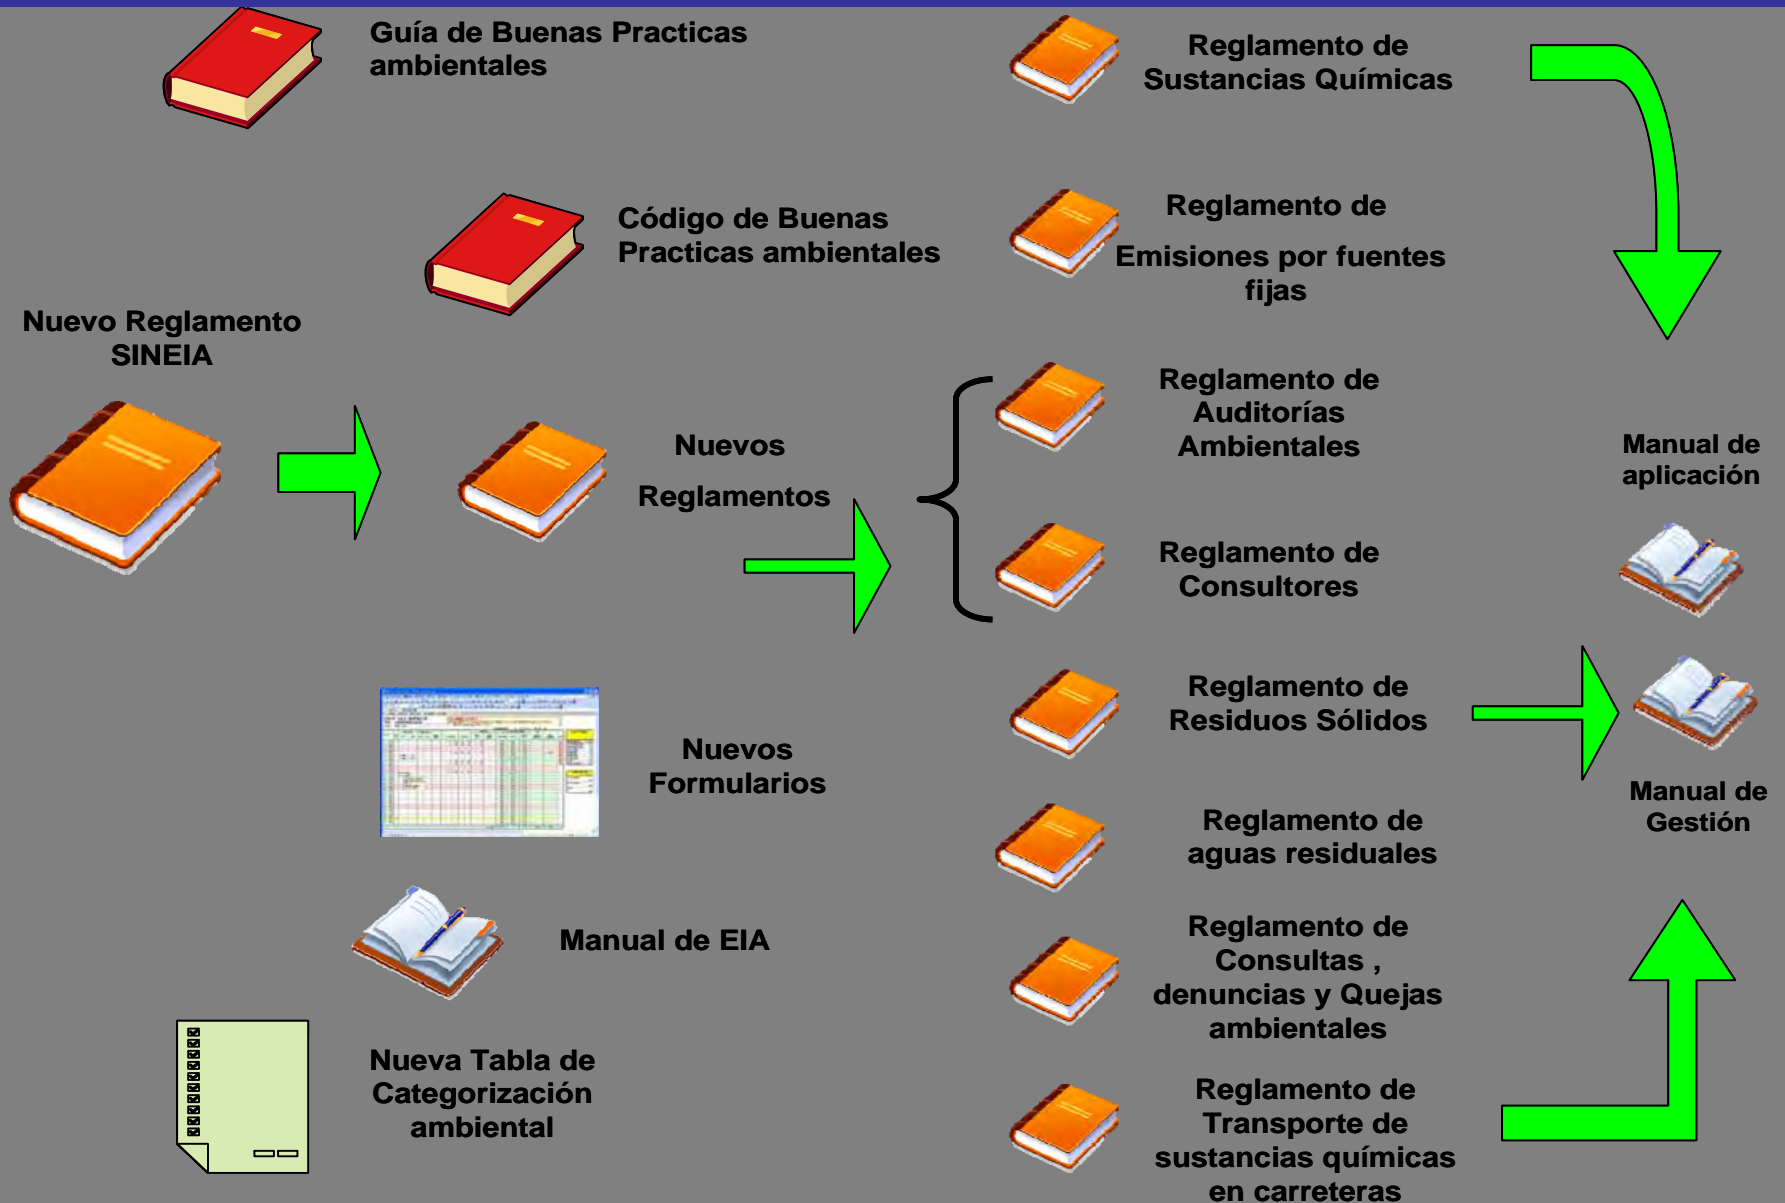 Guía de Buenas Practicas
ambientales
Código de Buenas
Practicas ambientales
Nuevo Reglamento
SINEIA
Nuevos
Reglamentos
Nuevos
Formularios
Manual de EIA
Nueva Tabla de
Categorización
ambiental
Reglamento de
Sustancias Químicas
Reglamento de
Emisiones por fuentes
fijas
Reglamento de
Auditorías
Ambientales
Reglamento de
Consultores
Reglamento de
Residuos Sólidos
Reglamento de
aguas residuales
Reglamento de
Consultas ,
denuncias y Quejas
ambientales
Reglamento de
Transporte de
sustancias químicas
en carreteras
Manual de
aplicación
Manual de
Gestión